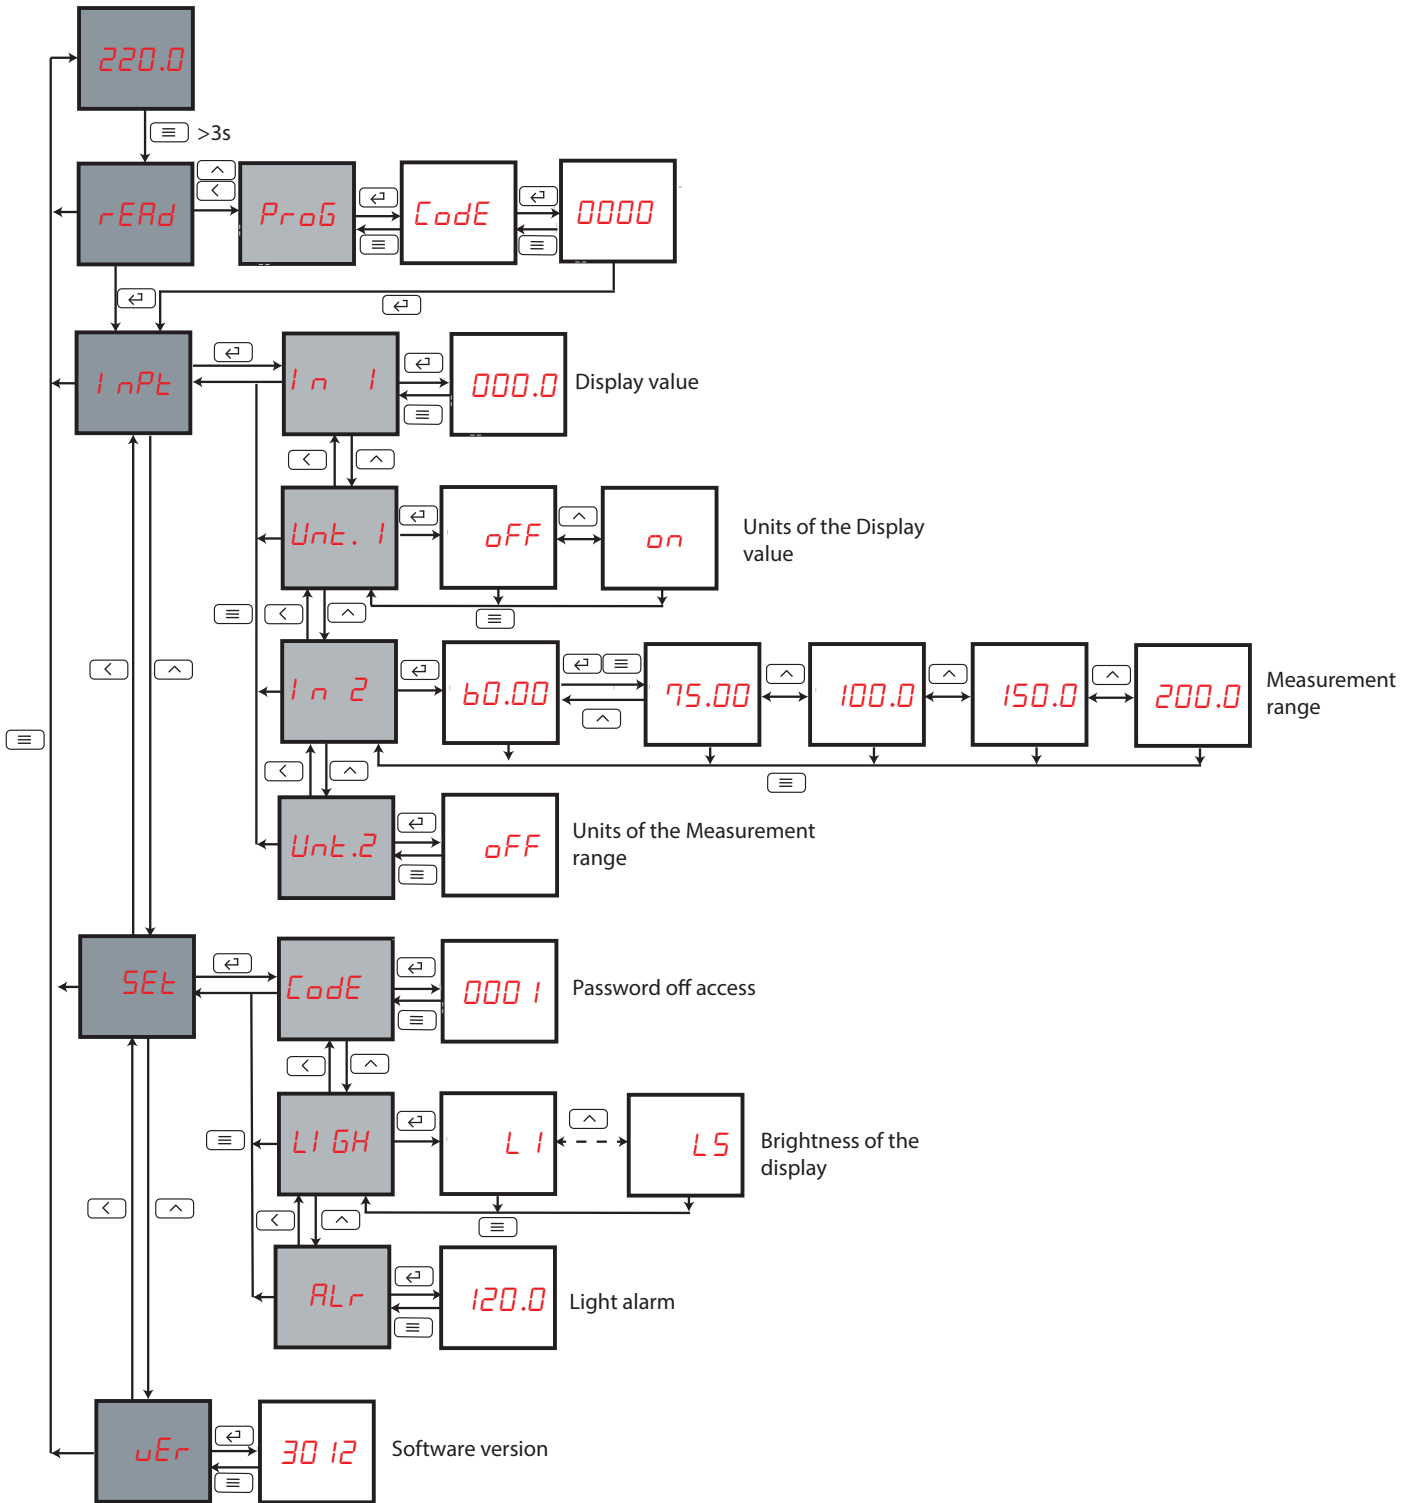 220.0
>3s
rEAd
ProG
CodE
0000
InPt
In 1
000.0
Display value
Unt. 1
oFF
on
Units of the Display
value
In 2
60.00
75.00
100.0
150.0
200.0
Measurement
range
Unt.2
oFF
Units of the Measurement
range
SEt
CodE
0001
Password off access
LIGH
L1
L5
Brightness of the
display
ALr
120.0
Light alarm
uEr
3012
Software version